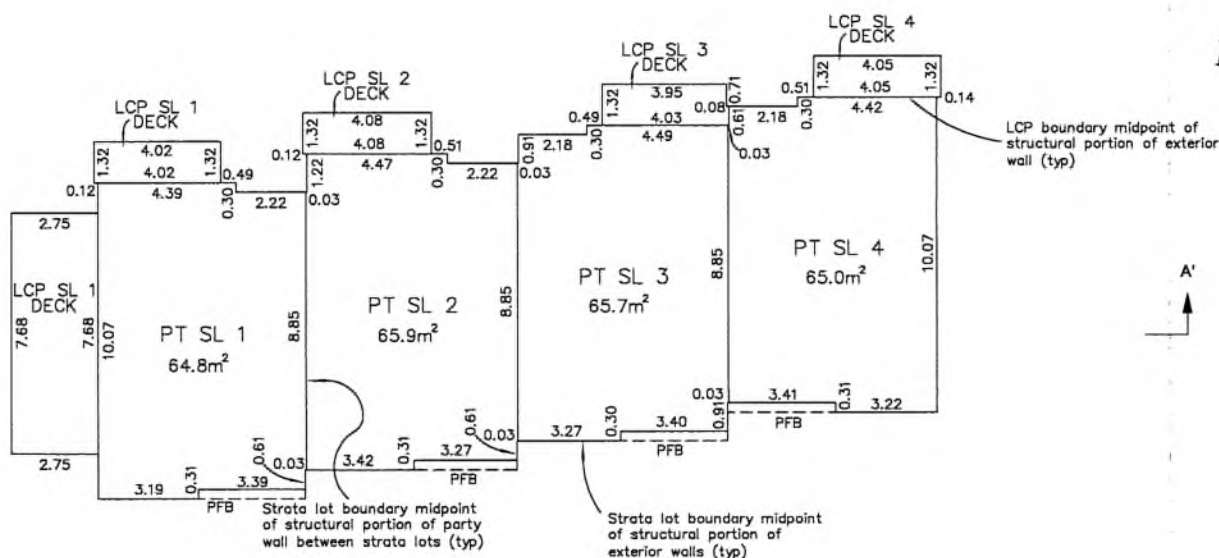 LCP SL 1
DECK
4.02
1.32
4.02
1.32
0.12
4.39
0.49
0.30
2.22
2.75
LCP SL 1
DECK
7.68
7.68
10.07
PT SL 1
64.8m²
8.85
2.75
3.19
0.31
3.39
PFB
0.61
0.03
LCP SL 2
DECK
4.08
1.32
4.08
1.32
0.12
1.22
4.47
0.51
0.30
2.22
0.03
PT SL 2
65.9m²
8.85
3.42
0.31
3.27
PFB
0.61
0.03
LCP SL 3
DECK
3.95
1.32
4.03
0.71
0.08
0.49
2.18
0.30
4.49
0.61
0.91
0.03
0.03
PT SL 3
65.7m²
8.85
3.27
0.30
3.40
PFB
0.91
0.03
LCP SL 4
DECK
4.05
1.32
4.05
1.32
0.51
2.18
0.30
4.42
0.14
PT SL 4
65.0m²
10.07
3.41
0.31
3.22
PFB
LCP boundary midpoint of
structural portion of exterior
wall (typ)
A'
Strata lot boundary midpoint
of structural portion of party
wall between strata lots (typ)
Strata lot boundary midpoint
of structural portion of
exterior walls (typ)